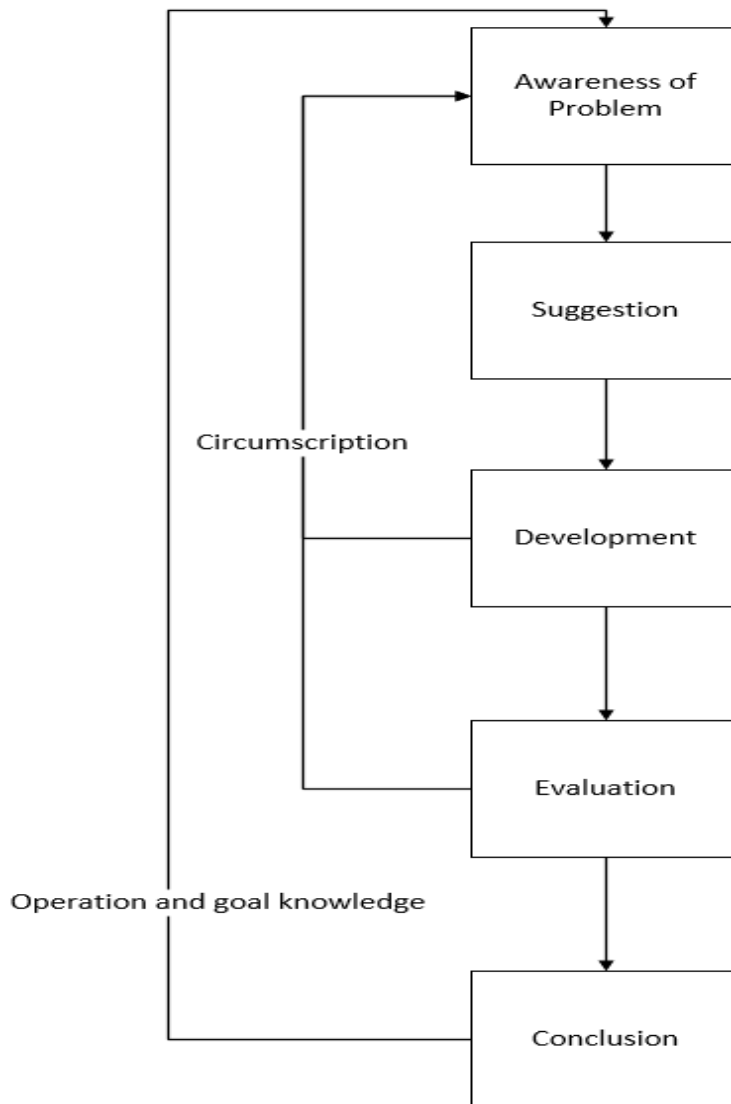 Awareness of
Problem
Suggestion
Circumscription
Development
Evaluation
Operation and goal knowledge
Conclusion